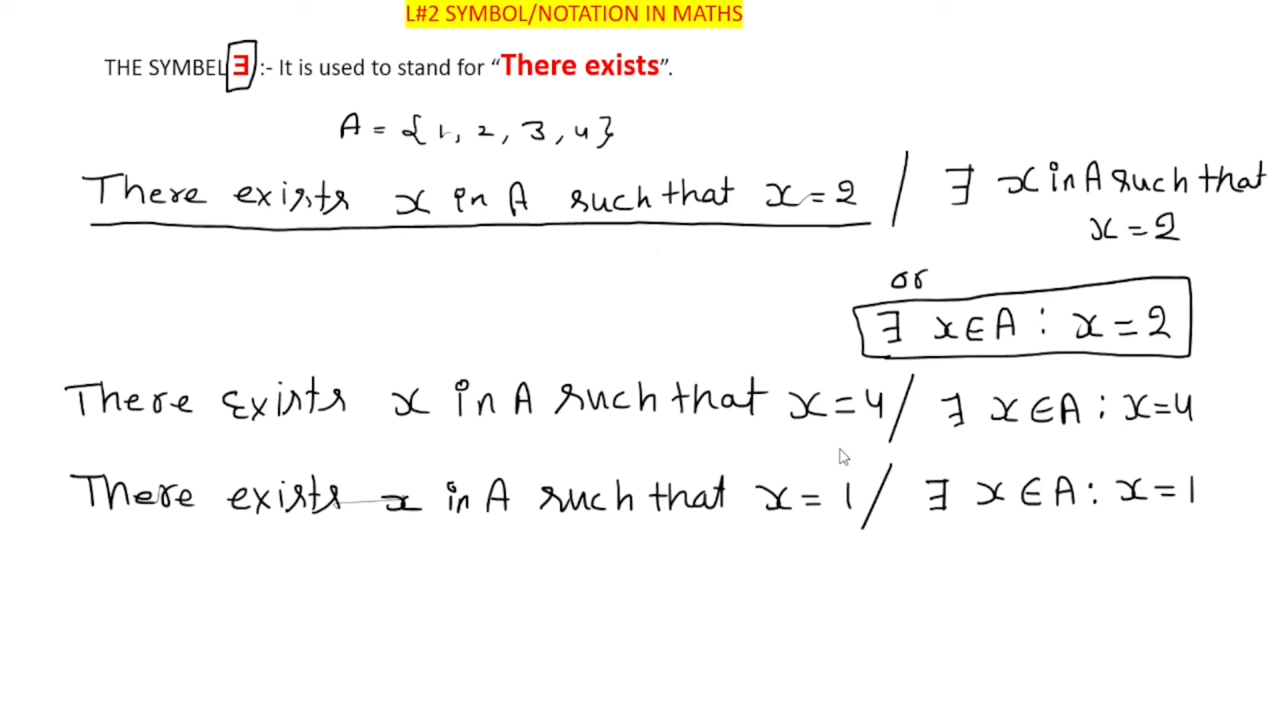 L#2 SYMBOL/NOTATION IN MATHS
THE SYMBEL ∃ :- It is used to stand for “There exists”.
A = {1, 2, 3, 4}
There exists x in A such that x = 2 / ∃ x in A such that
x = 2
or
∃ x ∈ A : x = 2
There exists x in A such that x = 4 / ∃ x ∈ A : x = 4
There exists x in A such that x = 1 / ∃ x ∈ A : x = 1